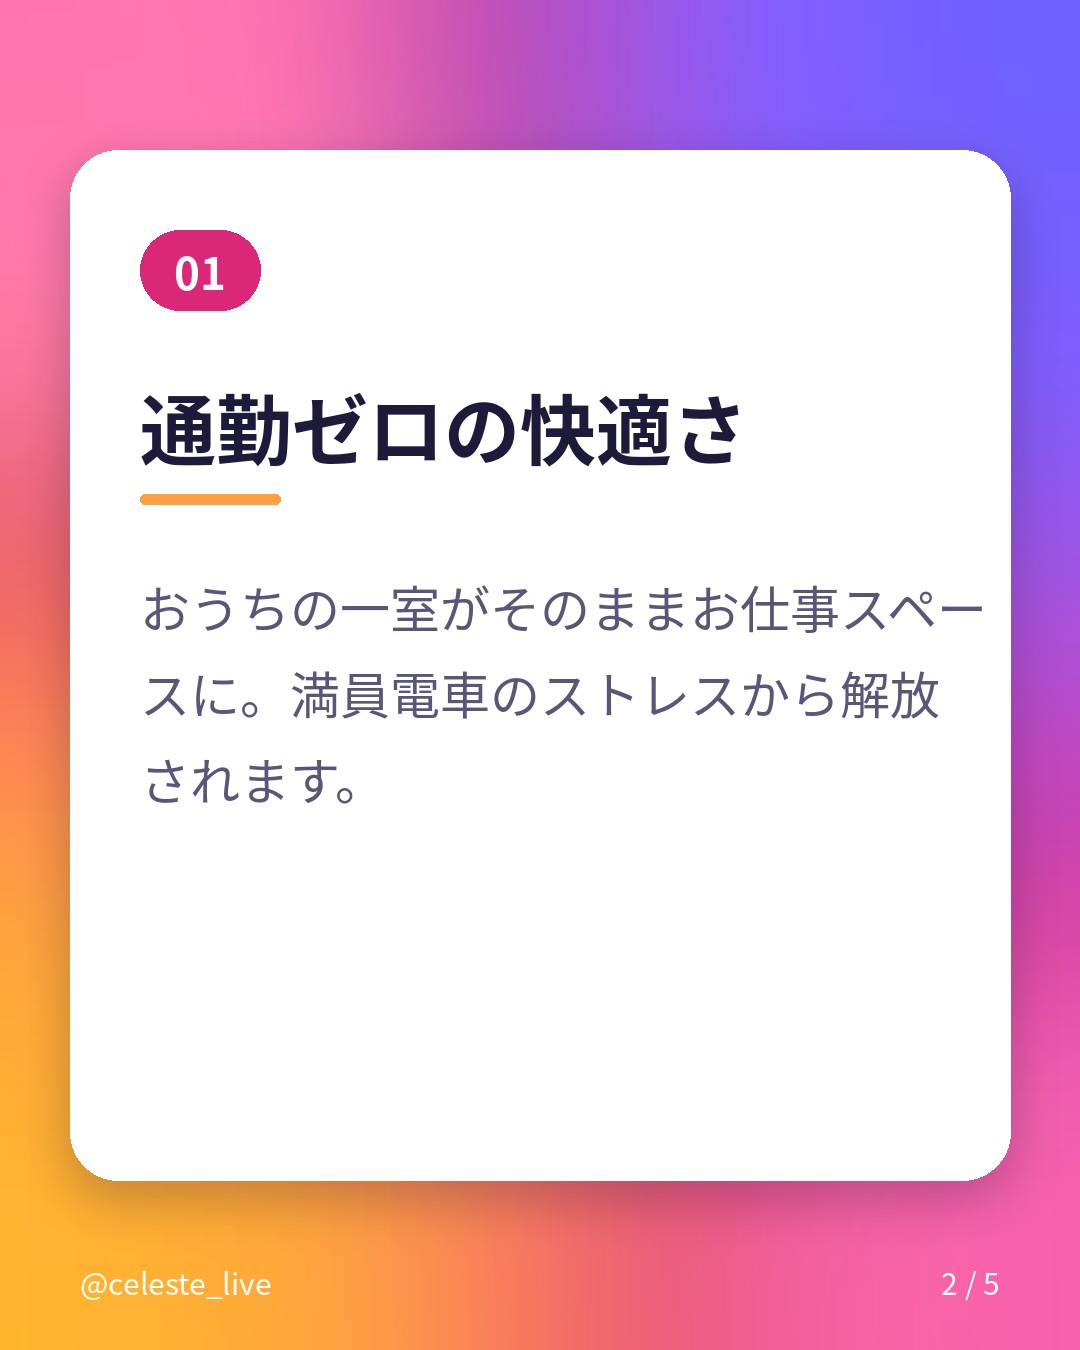 01
通勤ゼロの快適さ
おうちの一室がそのままお仕事スペー
スに。満員電車のストレスから解放
されます。
@celeste_live
2 / 5